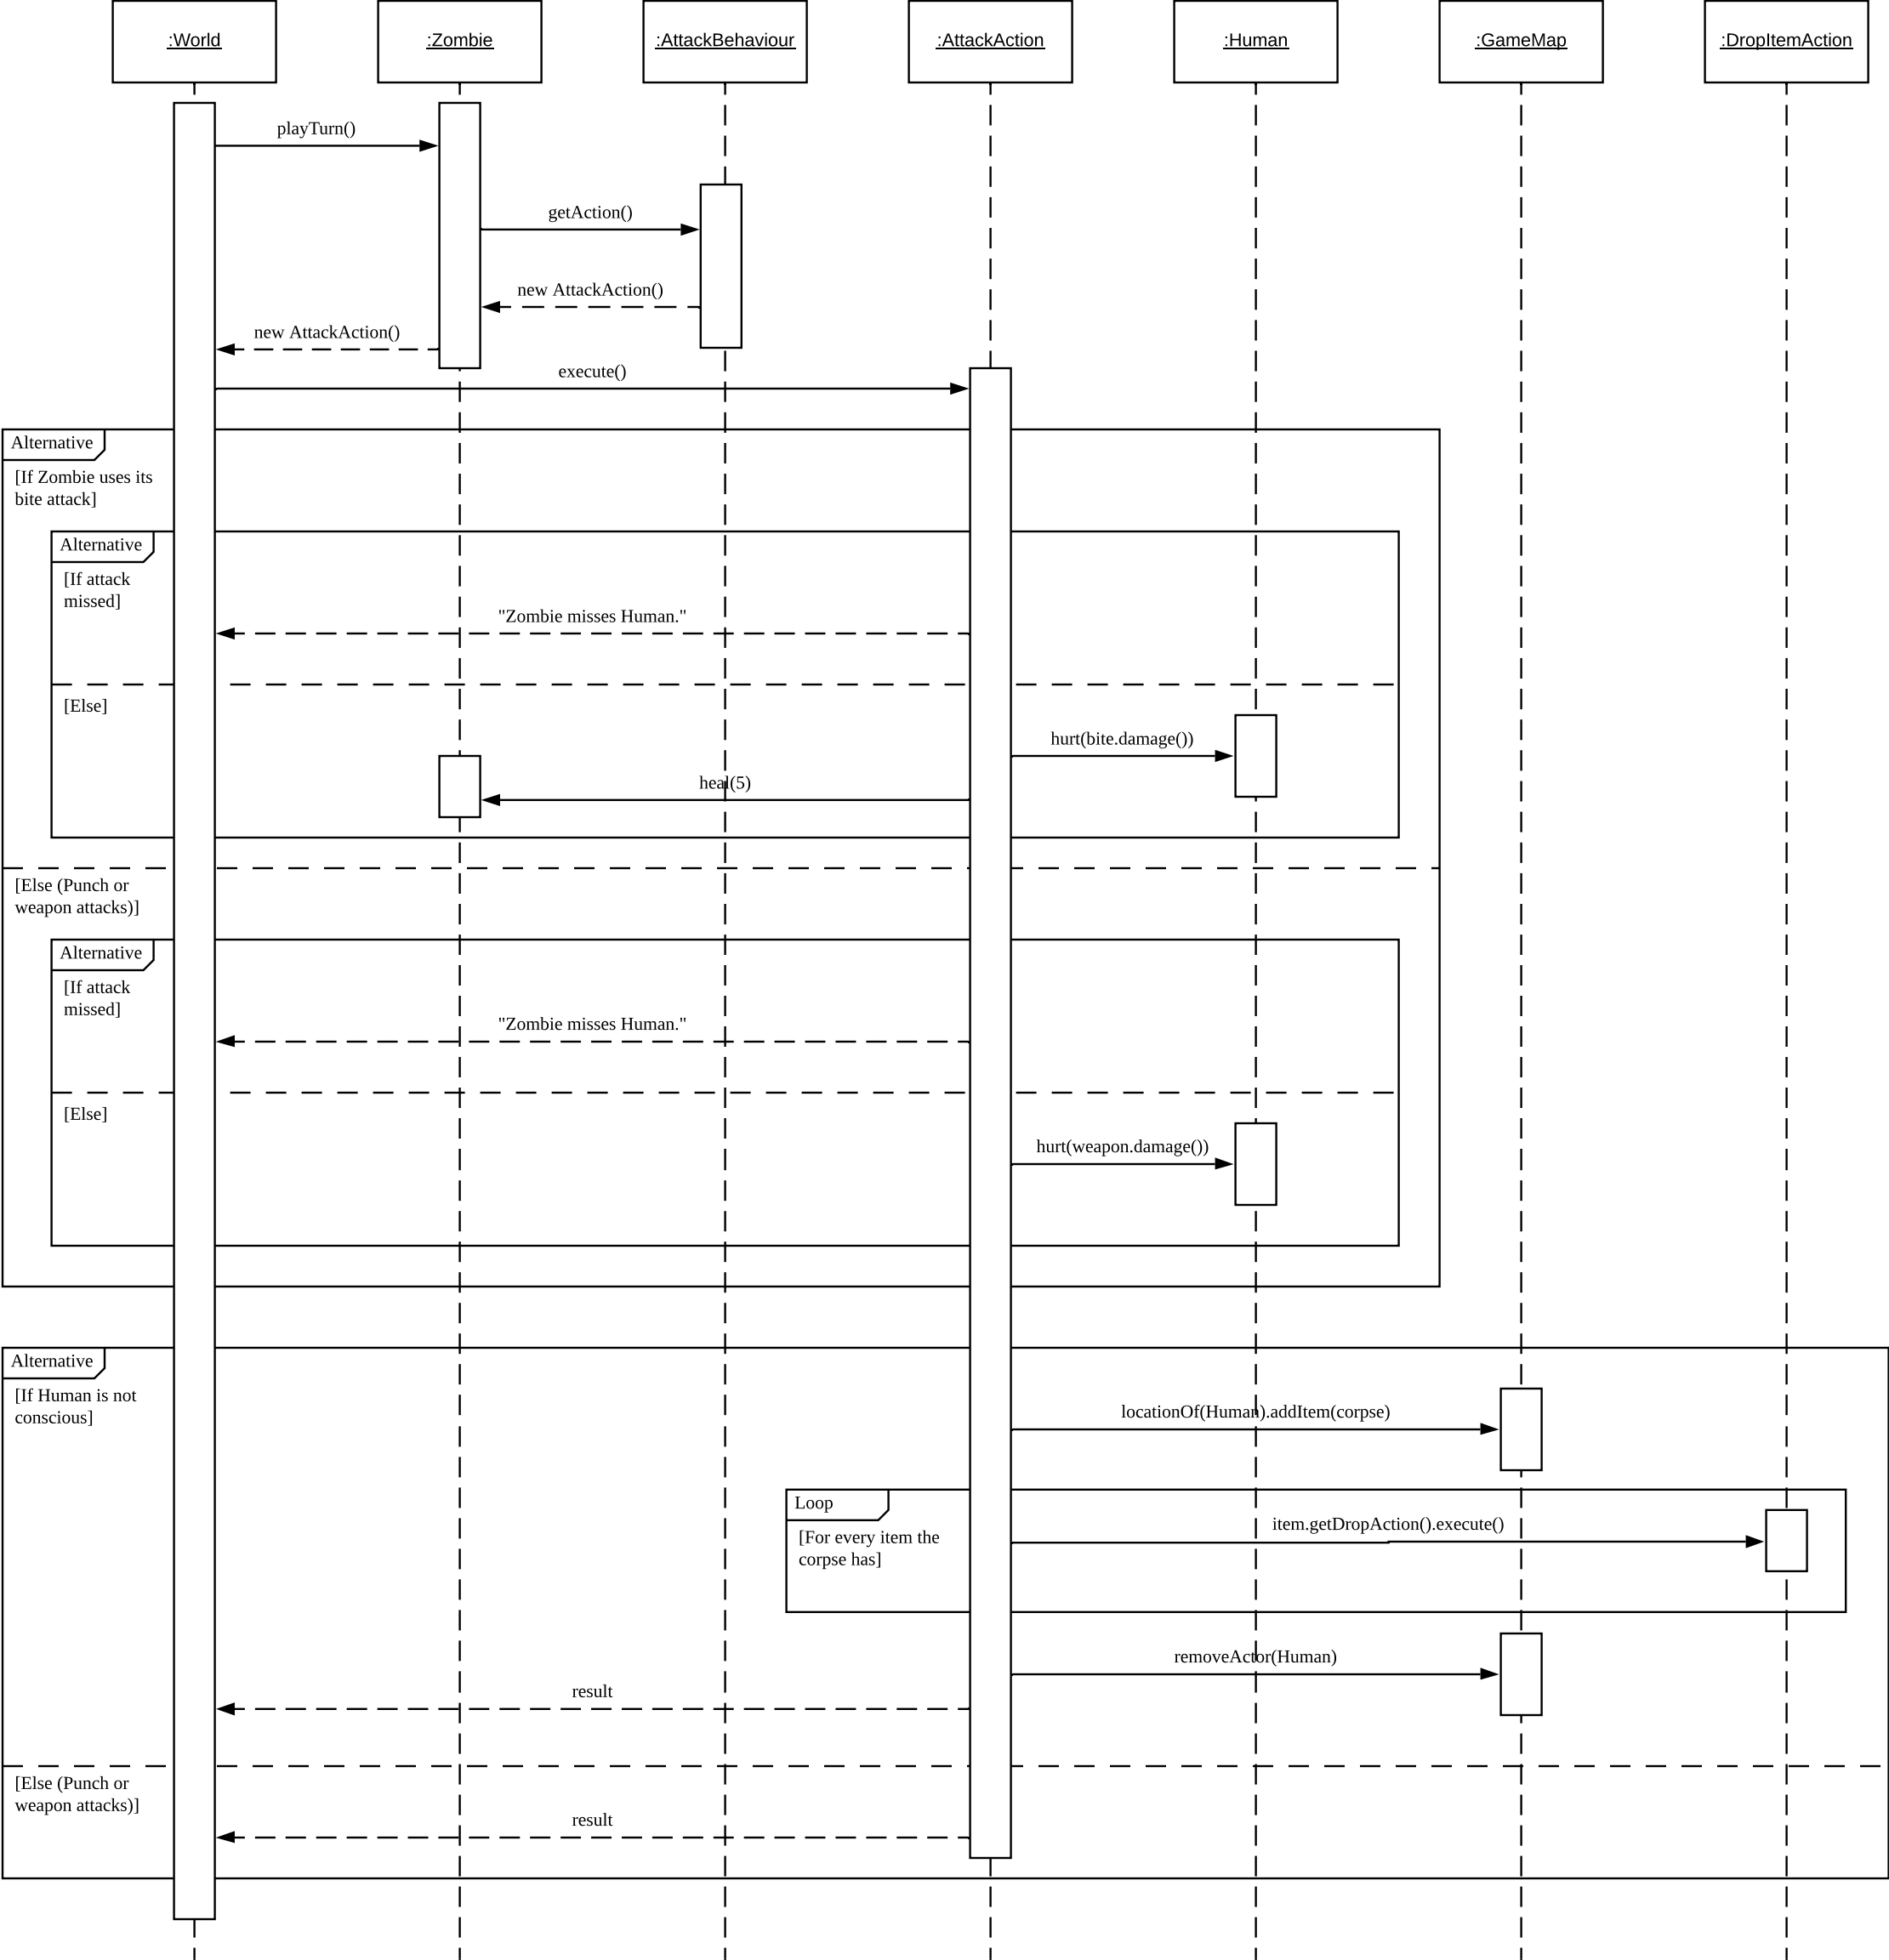 :World
:Zombie
:AttackBehaviour
:AttackAction
:Human
:GameMap
:DropItemAction
playTurn()
getAction()
new AttackAction()
new AttackAction()
execute()
Alternative
[If Zombie uses its
bite attack]
Alternative
[If attack
missed]
"Zombie misses Human."
[Else]
hurt(bite.damage())
heal(5)
[Else (Punch or
weapon attacks)]
Alternative
[If attack
missed]
"Zombie misses Human."
[Else]
hurt(weapon.damage())
Alternative
[If Human is not
conscious]
locationOf(Human).addItem(corpse)
Loop
[For every item the
corpse has]
item.getDropAction().execute()
removeActor(Human)
result
[Else (Punch or
weapon attacks)]
result